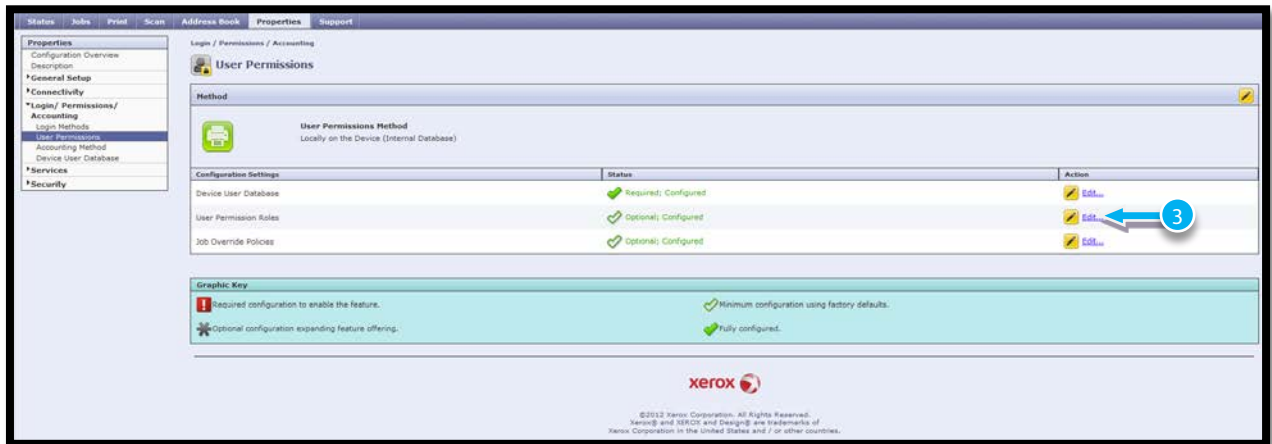 Status Jobs Print Scan Address Book Properties Support
Properties
Configuration Overview
Description
General Setup
Connectivity
Login/ Permissions/
Accounting
Login Methods
User Permissions
Accounting Method
Device User Database
Services
Security
Login / Permissions / Accounting
User Permissions
Method
User Permissions Method
Locally on the Device (Internal Database)
Configuration Settings Status Action
Device User Database Required; Configured Edit...
User Permission Roles Optional; Configured Edit... 3
Job Override Policies Optional; Configured Edit...
Graphic Key
Required configuration to enable the feature. Minimum configuration using factory defaults.
Optional configuration expanding feature offering. Fully configured.
xerox
©2012 Xerox Corporation. All Rights Reserved.
Xerox® and XEROX and Design® are trademarks of
Xerox Corporation in the United States and / or other countries.